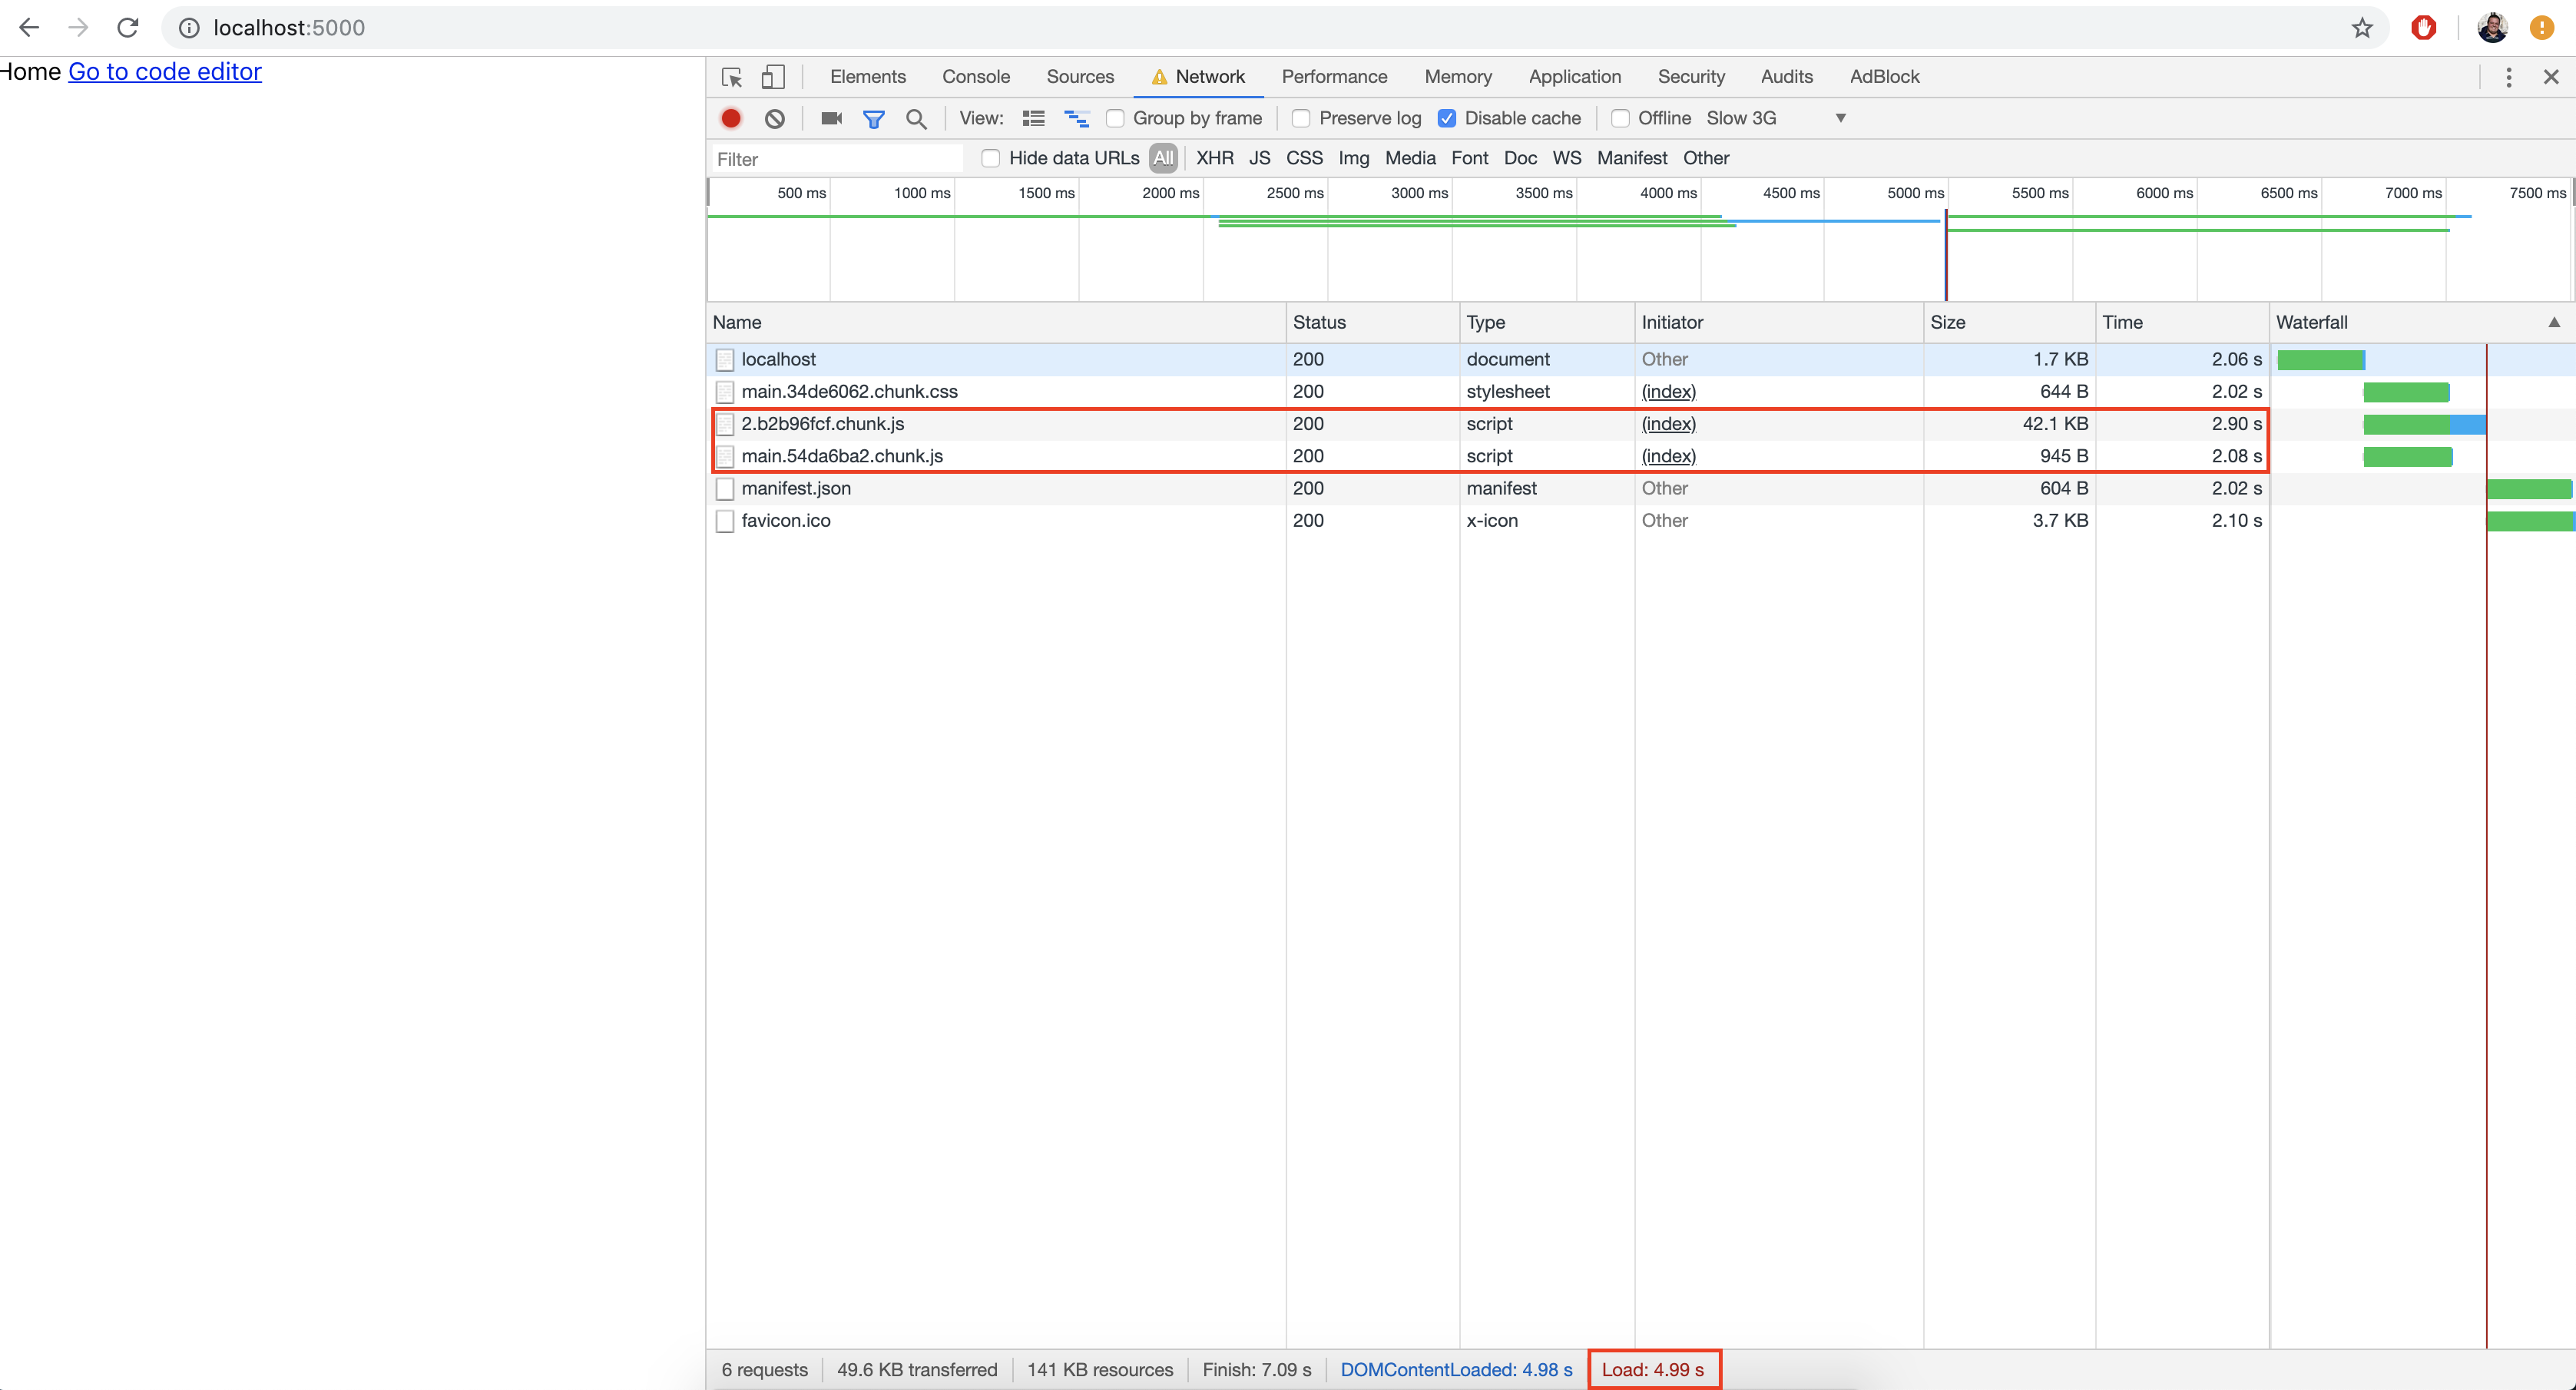 localhost:5000
Home Go to code editor
Elements Console Sources Network Performance Memory Application Security Audits AdBlock
View: Group by frame Preserve log Disable cache Offline Slow 3G
Filter Hide data URLs All XHR JS CSS Img Media Font Doc WS Manifest Other
500 ms 1000 ms 1500 ms 2000 ms 2500 ms 3000 ms 3500 ms 4000 ms 4500 ms 5000 ms 5500 ms 6000 ms 6500 ms 7000 ms 7500 ms
Name Status Type Initiator Size Time Waterfall
localhost 200 document Other 1.7 KB 2.06 s
main.34de6062.chunk.css 200 stylesheet (index) 644 B 2.02 s
2.b2b96fcf.chunk.js 200 script (index) 42.1 KB 2.90 s
main.54da6ba2.chunk.js 200 script (index) 945 B 2.08 s
manifest.json 200 manifest Other 604 B 2.02 s
favicon.ico 200 x-icon Other 3.7 KB 2.10 s
6 requests 49.6 KB transferred 141 KB resources Finish: 7.09 s DOMContentLoaded: 4.98 s Load: 4.99 s